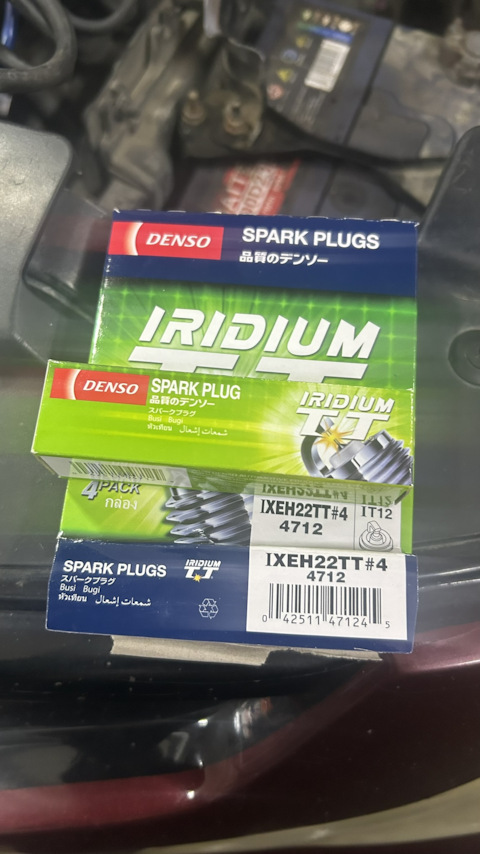 DENSO
SPARK PLUGS
品質のデンソー
IRIDIUM
TT
DENSO
SPARK PLUG
品質のデンソー
スパークプラグ
Busi Bugi
หัวเทียน شمعات إشعال
IRIDIUM
TT
4PACK
กล่อง
IXEH22TT#4
4712
IT12
SPARK PLUGS
スパークプラグ
Busi Bugi
หัวเทียน شمعات إشعال
IRIDIUM
TT
IXEH22TT#4
4712
0 42511 47124 5